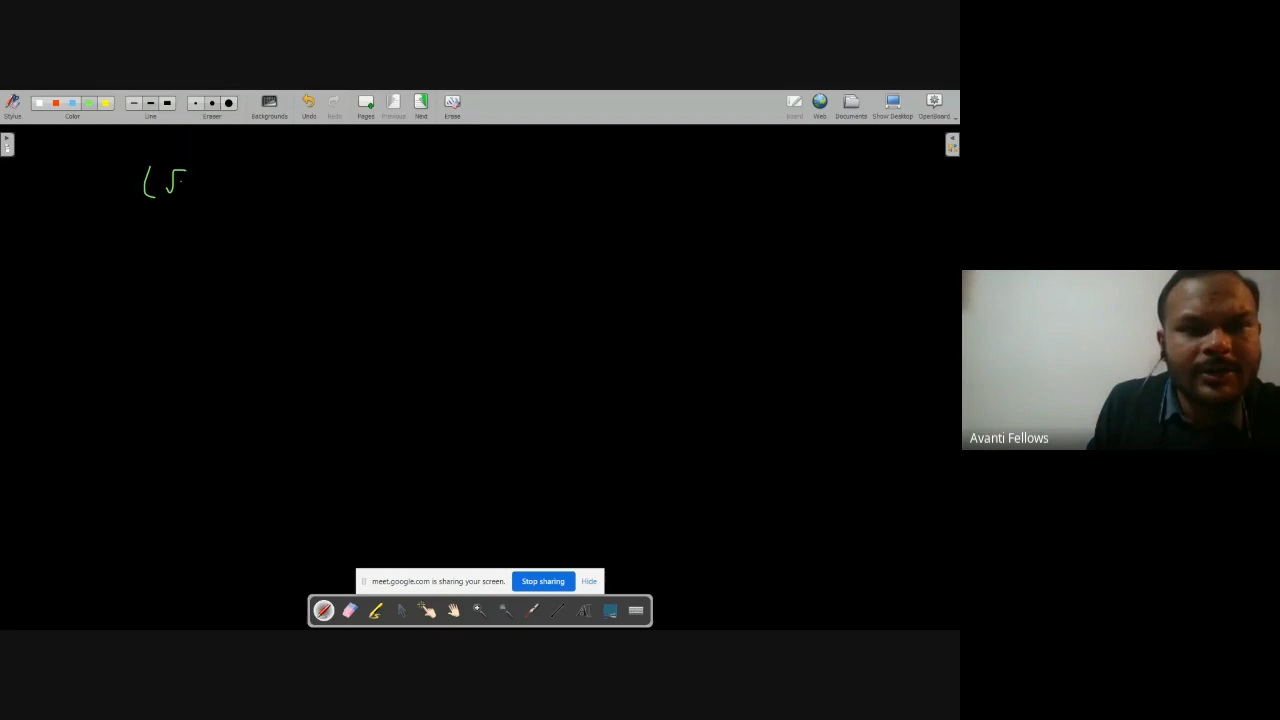 Stylus Color Line Eraser Backgrounds Undo Redo Pages Previous Next Erase Board Web Documents Show Desktop OpenBoard
(√
Avanti Fellows
meet.google.com is sharing your screen. Stop sharing Hide